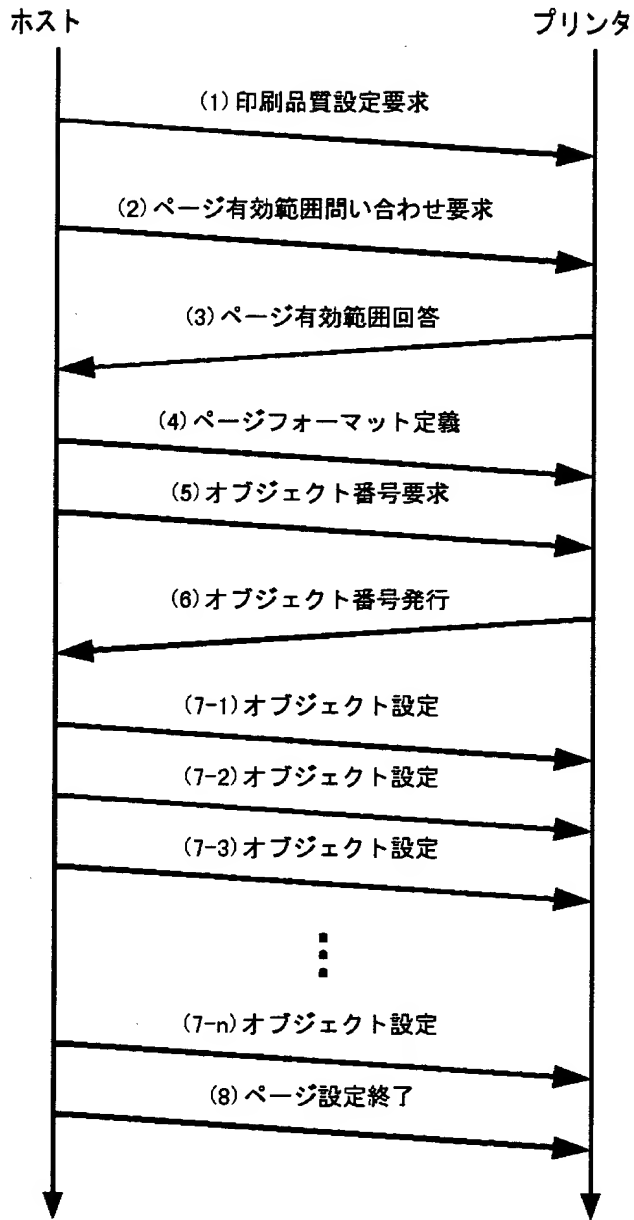 ホスト
プリンタ
(1)印刷品質設定要求
(2)ページ有効範囲問い合わせ要求
(3)ページ有効範囲回答
(4)ページフォーマット定義
(5)オブジェクト番号要求
(6)オブジェクト番号発行
(7-1)オブジェクト設定
(7-2)オブジェクト設定
(7-3)オブジェクト設定
(7-n)オブジェクト設定
(8)ページ設定終了